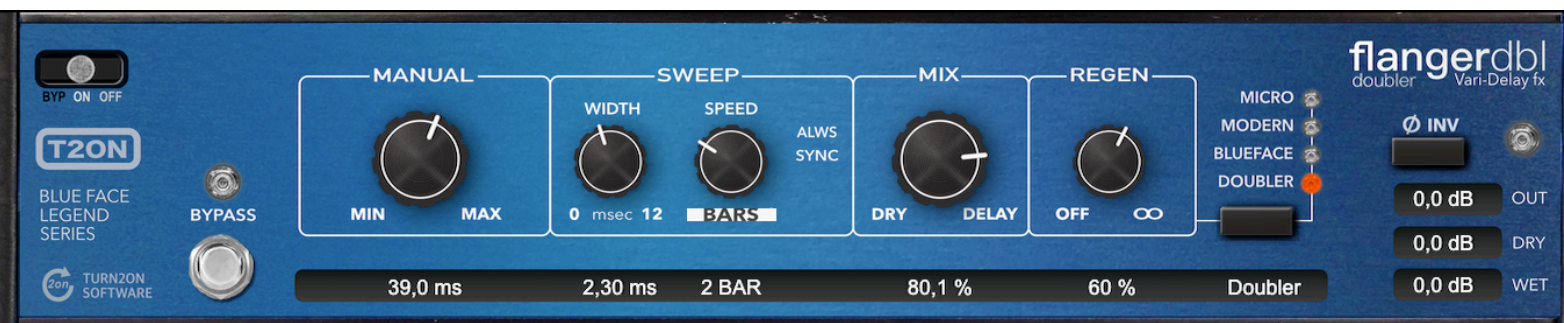 BYP ON OFF
T2ON
BLUE FACE
LEGEND
SERIES
2on
TURN2ON
SOFTWARE
BYPASS
MANUAL
MIN MAX
39,0 ms
SWEEP
WIDTH SPEED
ALWS
SYNC
0 msec 12 BARS
2,30 ms 2 BAR
MIX
DRY DELAY
80,1 %
REGEN
OFF ∞
60 %
MICRO
MODERN
BLUEFACE
DOUBLER
Doubler
flangerdbl
doubler Vari-Delay fx
Ø INV
0,0 dB OUT
0,0 dB DRY
0,0 dB WET